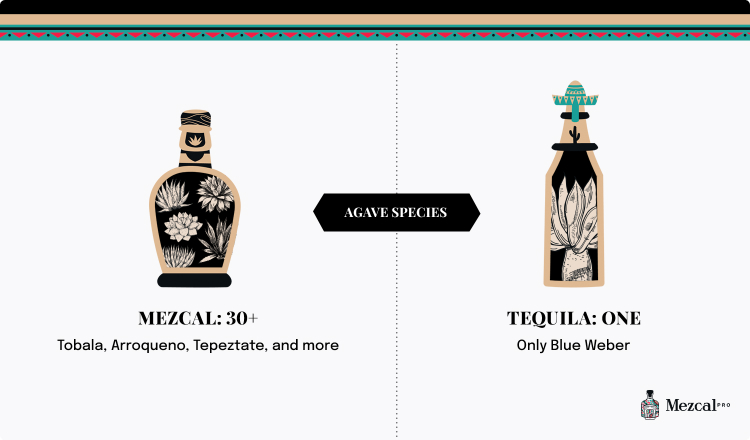 AGAVE SPECIES
MEZCAL: 30+
Tobala, Arroqueno, Tepeztate, and more
TEQUILA: ONE
Only Blue Weber
Mezcal PRO